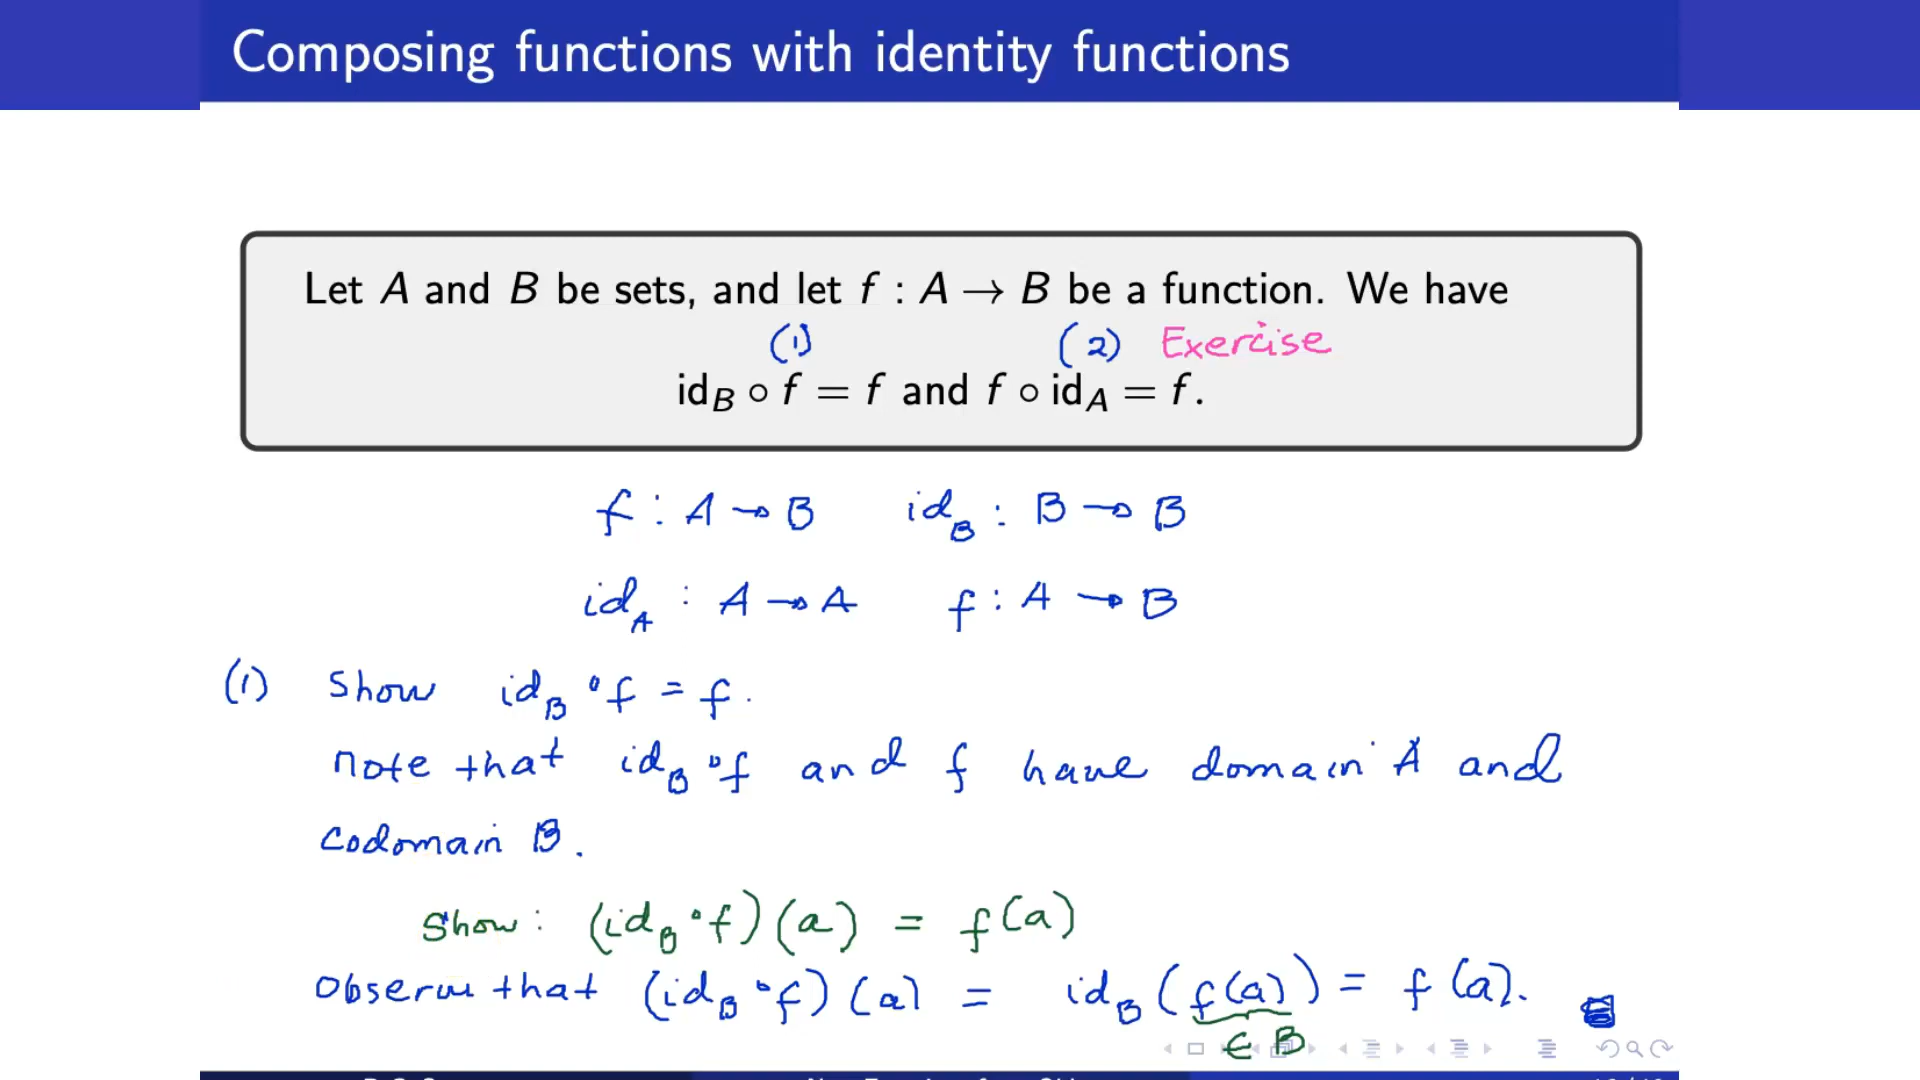 Composing functions with identity functions
Let A and B be sets, and let f : A → B be a function. We have
(1) (2) Exercise
id_B ∘ f = f and f ∘ id_A = f.
f : A → B id_B : B → B
id_A : A → A f : A → B
(1) Show id_B ∘ f = f.
note that id_B ∘ f and f have domain A and
codomain B.
Show: (id_B ∘ f)(a) = f(a)
Observe that (id_B ∘ f)(a) = id_B(f(a)) = f(a).
∈ B